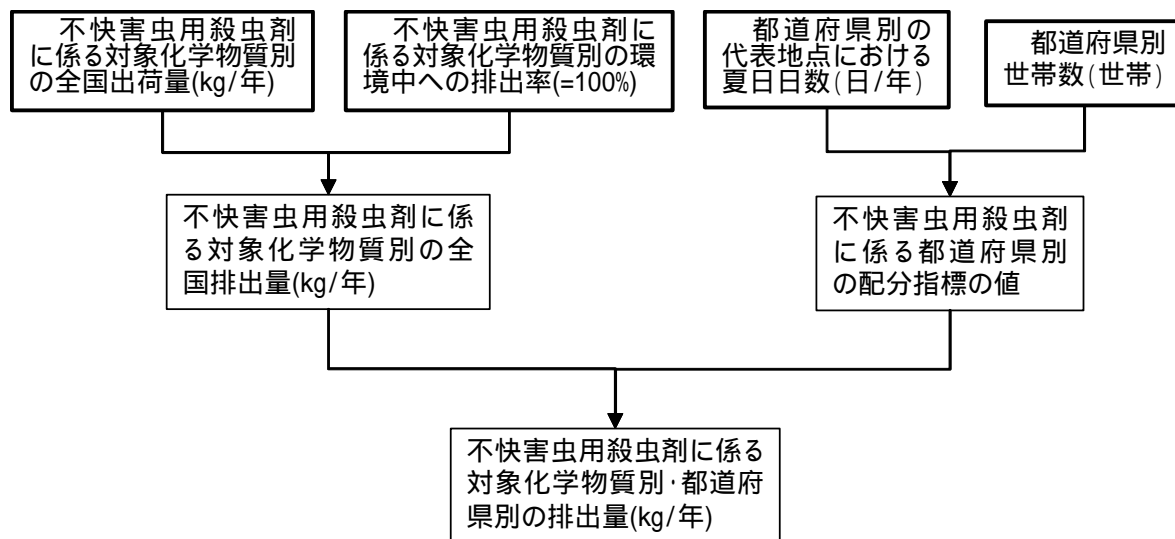 不快害虫用殺虫剤
に係る対象化学物質別
の全国出荷量(kg/年)
不快害虫用殺虫剤に
係る対象化学物質別の環
境中への排出率(=100%)
都道府県別の
代表地点における
夏日日数(日/年)
都道府県別
世帯数(世帯)
不快害虫用殺虫剤に係
る対象化学物質別の全
国排出量(kg/年)
不快害虫用殺虫剤
に係る都道府県別
の配分指標の値
不快害虫用殺虫剤に係る
対象化学物質別・都道府
県別の排出量(kg/年)